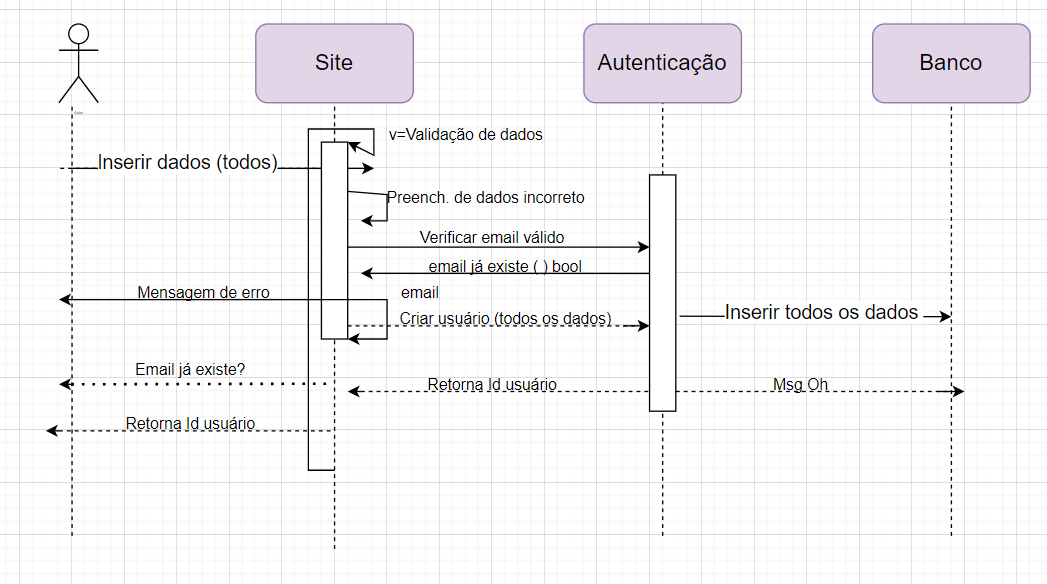 Site
Autenticação
Banco
v=Validação de dados
Inserir dados (todos)
Preench. de dados incorreto
Verificar email válido
email já existe ( ) bool
Mensagem de erro
email
Criar usuário (todos os dados)
Inserir todos os dados
Email já existe?
Retorna Id usuário
Msg Oh
Retorna Id usuário